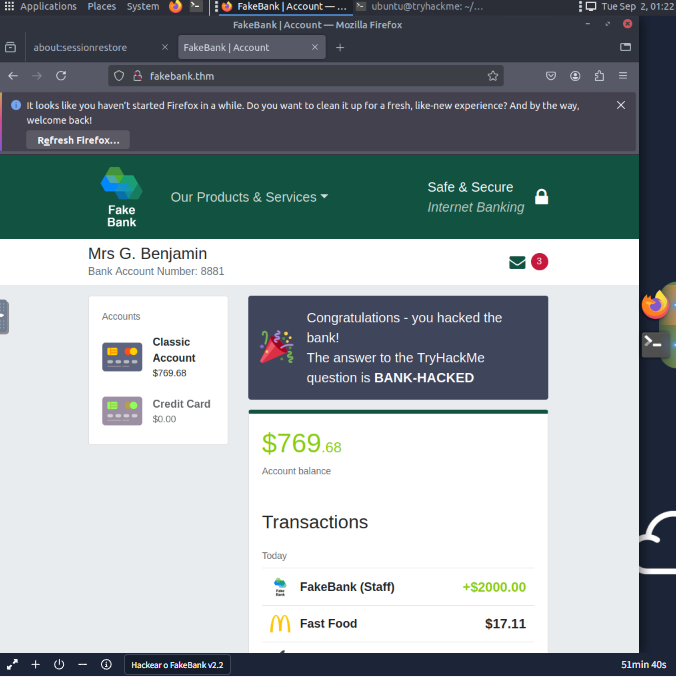 Applications Places System FakeBank | Account — ... ubuntu@tryhackme: ~/... Tue Sep 2, 01:22
FakeBank | Account — Mozilla Firefox
about:sessionrestore FakeBank | Account
fakebank.thm
It looks like you haven't started Firefox in a while. Do you want to clean it up for a fresh, like-new experience? And by the way,
welcome back!
Refresh Firefox...
Fake
Bank
Our Products & Services
Safe & Secure
Internet Banking
Mrs G. Benjamin
Bank Account Number: 8881
3
Accounts
Classic
Account
$769.68
Credit Card
$0.00
Congratulations - you hacked the
bank!
The answer to the TryHackMe
question is BANK-HACKED
$769.68
Account balance
Transactions
Today
Fake
Bank
FakeBank (Staff) +$2000.00
Fast Food $17.11
Hackear o FakeBank v2.2 51min 40s